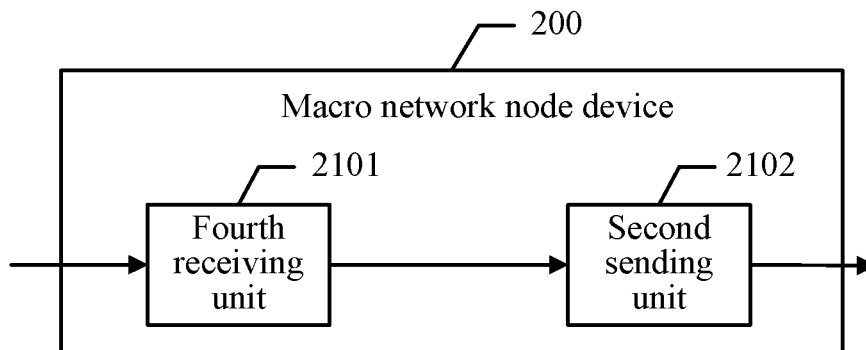 200
Macro network node device
2101
2102
Fourth
receiving
unit
Second
sending
unit